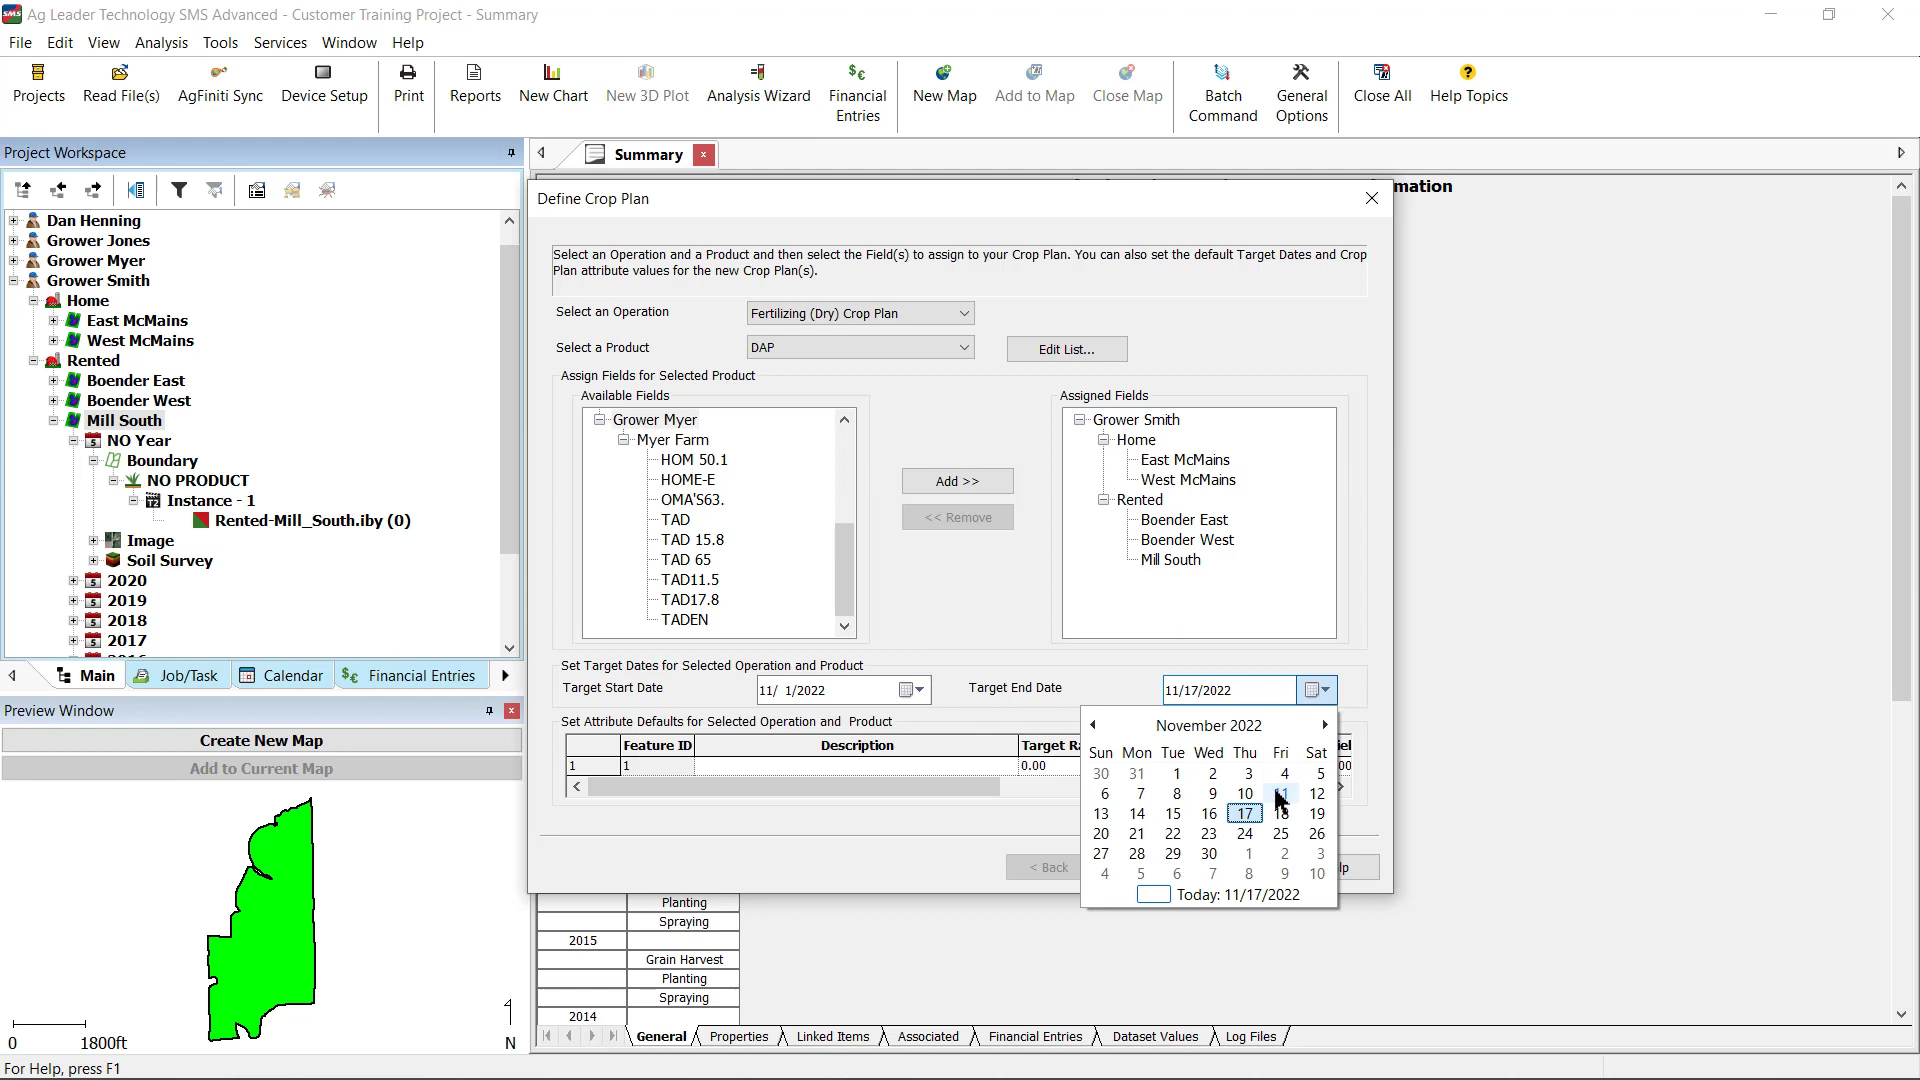 Ag Leader Technology SMS Advanced - Customer Training Project - Summary
File Edit View Analysis Tools Services Window Help
Projects Read File(s) AgFiniti Sync Device Setup Print Reports New Chart New 3D Plot Analysis Wizard Financial Entries New Map Add to Map Close Map Batch Command General Options Close All Help Topics
Project Workspace
Summary
mation
Dan Henning
Grower Jones
Grower Myer
Grower Smith
Home
East McMains
West McMains
Rented
Boender East
Boender West
Mill South
NO Year
Boundary
NO PRODUCT
Instance - 1
Rented-Mill_South.iby (0)
Image
Soil Survey
2020
2019
2018
2017
Main Job/Task Calendar Financial Entries
Preview Window
Create New Map
Add to Current Map
0 1800ft N
Define Crop Plan
Select an Operation and a Product and then select the Field(s) to assign to your Crop Plan. You can also set the default Target Dates and Crop
Plan attribute values for the new Crop Plan(s).
Select an Operation Fertilizing (Dry) Crop Plan
Select a Product DAP Edit List...
Assign Fields for Selected Product
Available Fields
Grower Myer
Myer Farm
HOM 50.1
HOME-E
OMA'S63.
TAD
TAD 15.8
TAD 65
TAD11.5
TAD17.8
TADEN
Add >>
<< Remove
Assigned Fields
Grower Smith
Home
East McMains
West McMains
Rented
Boender East
Boender West
Mill South
Set Target Dates for Selected Operation and Product
Target Start Date 11/ 1/2022 Target End Date 11/17/2022
Set Attribute Defaults for Selected Operation and Product
Feature ID Description Target Ra
1 1 0.00
< Back
November 2022
Sun Mon Tue Wed Thu Fri Sat
30 31 1 2 3 4 5
6 7 8 9 10 11 12
13 14 15 16 17 18 19
20 21 22 23 24 25 26
27 28 29 30 1 2 3
4 5 6 7 8 9 10
Today: 11/17/2022
Planting
Spraying
2015
Grain Harvest
Planting
Spraying
2014
General Properties Linked Items Associated Financial Entries Dataset Values Log Files
For Help, press F1